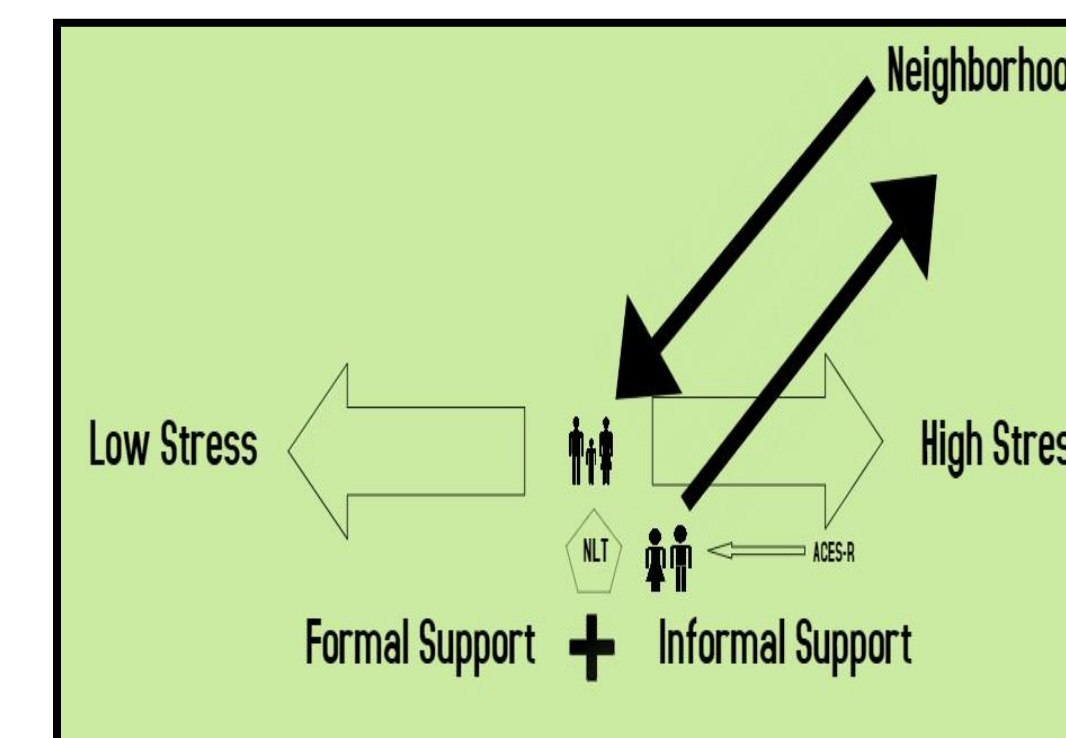 Neighborhoo
Low Stress
High Stres
NLT
ACES-R
Formal Support + Informal Support